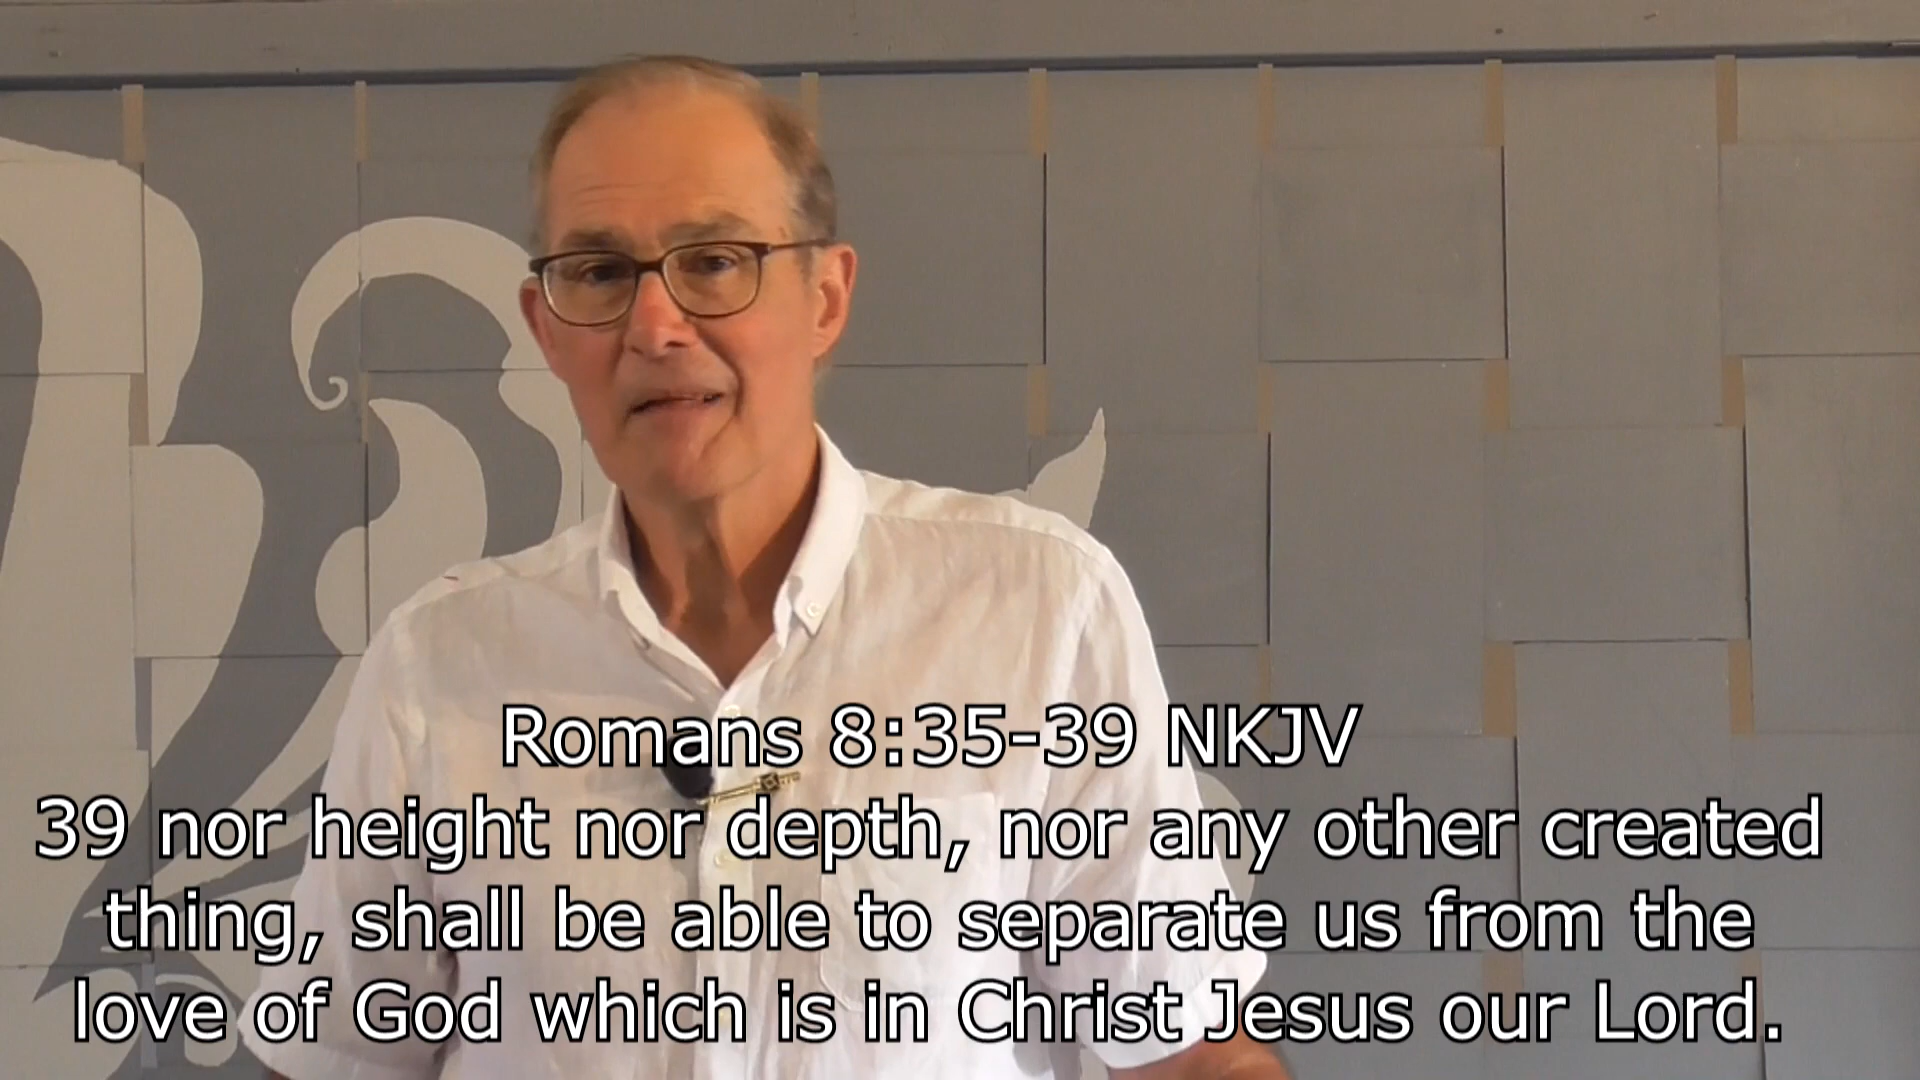 Romans 8:35-39 NKJV
39 nor height nor depth, nor any other created
thing, shall be able to separate us from the
love of God which is in Christ Jesus our Lord.